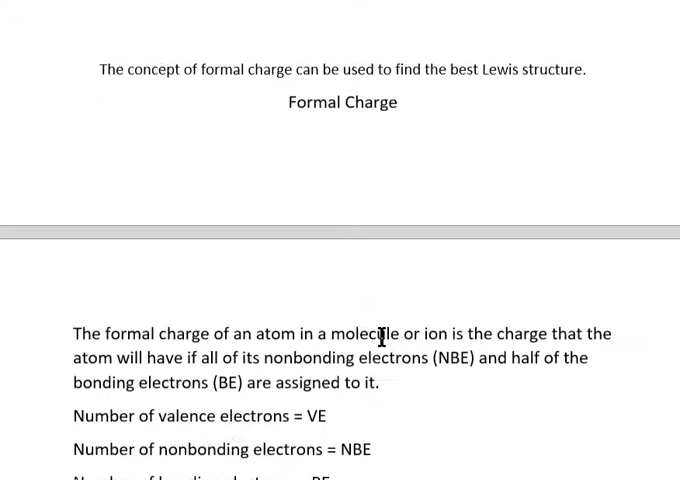 The concept of formal charge can be used to find the best Lewis structure.
Formal Charge
The formal charge of an atom in a molecule or ion is the charge that the
atom will have if all of its nonbonding electrons (NBE) and half of the
bonding electrons (BE) are assigned to it.
Number of valence electrons = VE
Number of nonbonding electrons = NBE